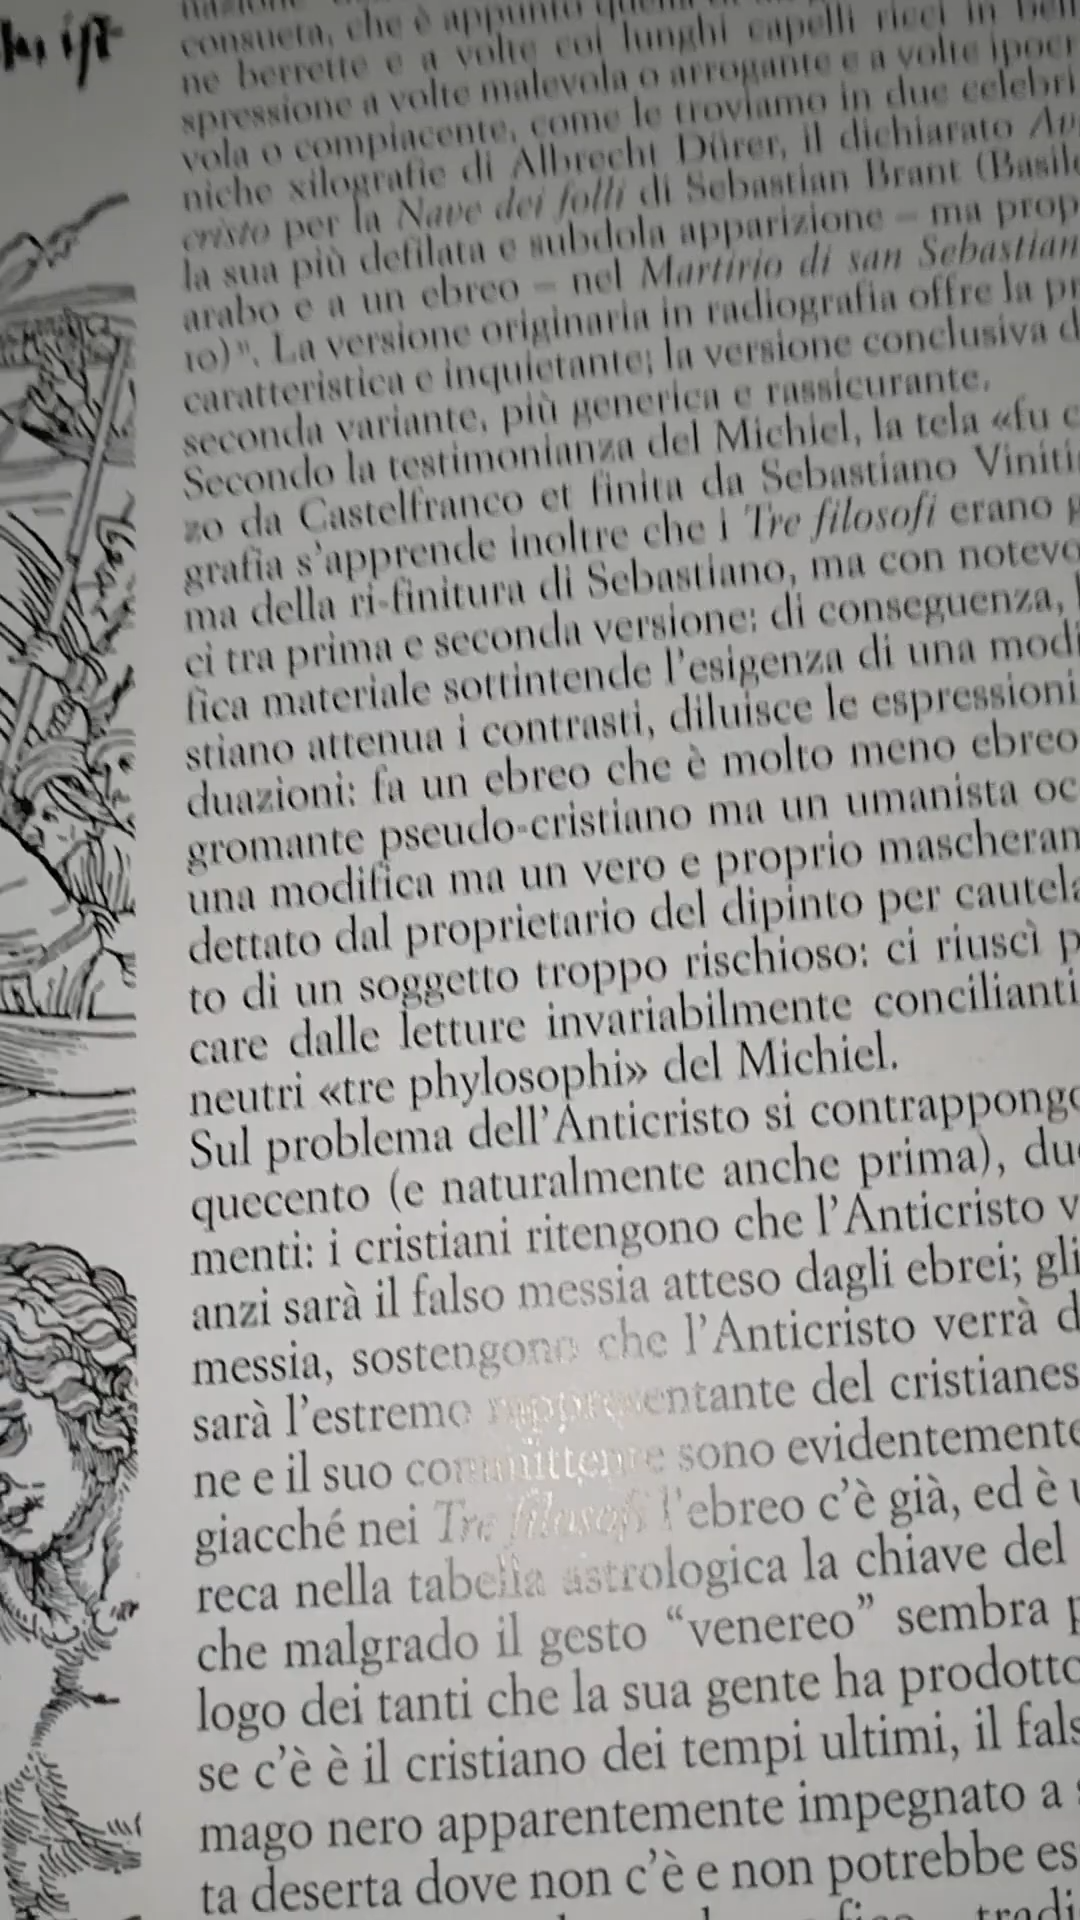 consueta, che è appunto
ne berrette e a volte coi lunghi capelli ricci in
spressione a volte malevola o arrogante e a volte ipocr
vola o compiacente, come le troviamo in due celebri
niche xilografie di Albrecht Dürer, il dichiarato
cristo per la Nave dei folli di Sebastian Brant (Basile
la sua più defilata e subdola apparizione – ma prop
arabo e a un ebreo – nel Martirio di san Sebastian
10)”. La versione originaria in radiografia offre la pr
caratteristica e inquietante; la versione conclusiva d
seconda variante, più generica e rassicurante.
Secondo la testimonianza del Michiel, la tela «fu c
zo da Castelfranco et finita da Sebastiano Viniti
grafia s’apprende inoltre che i Tre filosofi erano g
ma della ri-finitura di Sebastiano, ma con notevo
ci tra prima e seconda versione; di conseguenza,
fica materiale sottintende l’esigenza di una modi
stiano attenua i contrasti, diluisce le espressioni
duazioni: fa un ebreo che è molto meno ebreo
gromante pseudo-cristiano ma un umanista oc
una modifica ma un vero e proprio mascheram
dettato dal proprietario del dipinto per cautela
to di un soggetto troppo rischioso: ci riuscì p
care dalle letture invariabilmente concilianti
neutri «tre phylosophi» del Michiel.
Sul problema dell’Anticristo si contrappongo
quecento (e naturalmente anche prima), due
menti: i cristiani ritengono che l’Anticristo v
anzi sarà il falso messia atteso dagli ebrei; gli
messia, sostengono che l’Anticristo verrà d
sarà l’estremo rappresentante del cristianes
ne e il suo committente sono evidentemente
giacché nei Tre filosofi l’ebreo c’è già, ed è u
reca nella tabella astrologica la chiave del
che malgrado il gesto “venereo” sembra p
logo dei tanti che la sua gente ha prodotto
se c’è è il cristiano dei tempi ultimi, il fals
mago nero apparentemente impegnato a
ta deserta dove non c’è e non potrebbe es
tradi